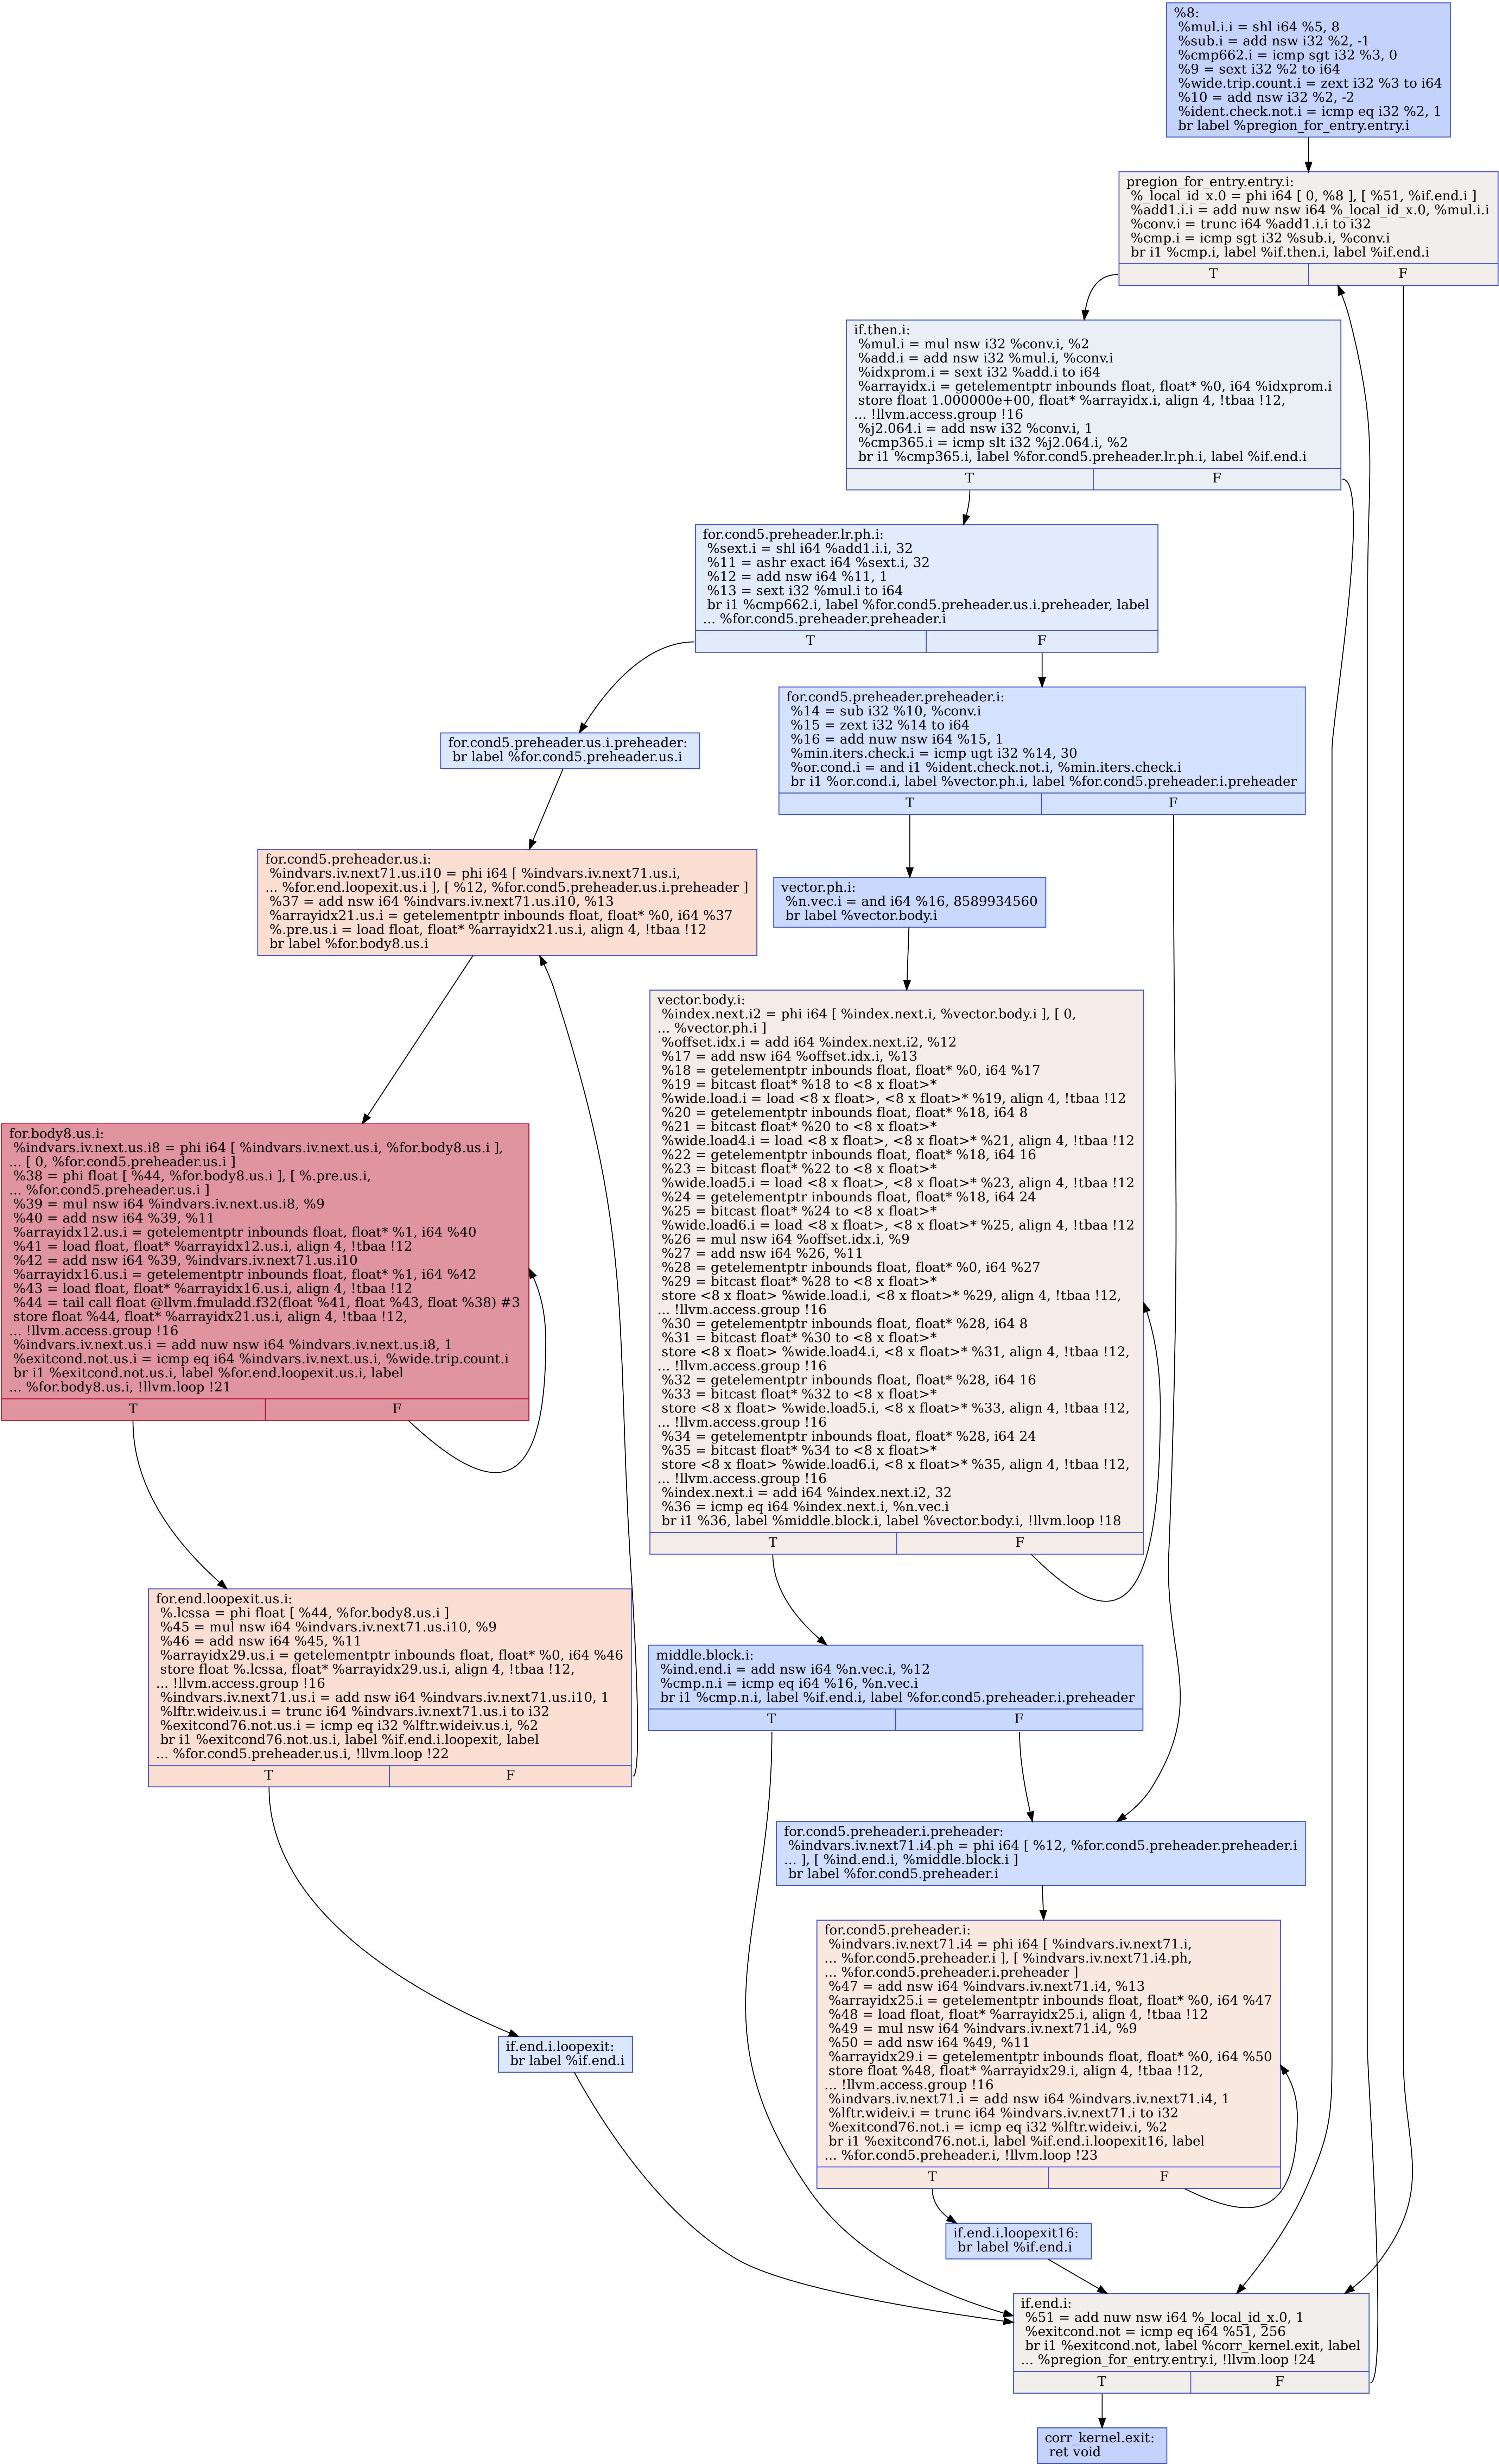 %8:
%mul.i.i = shl i64 %5, 8
%sub.i = add nsw i32 %2, -1
%cmp662.i = icmp sgt i32 %3, 0
%9 = sext i32 %2 to i64
%wide.trip.count.i = zext i32 %3 to i64
%10 = add nsw i32 %2, -2
%ident.check.not.i = icmp eq i32 %2, 1
br label %pregion_for_entry.entry.i
pregion_for_entry.entry.i:
%_local_id_x.0 = phi i64 [ 0, %8 ], [ %51, %if.end.i ]
%add1.i.i = add nuw nsw i64 %_local_id_x.0, %mul.i.i
%conv.i = trunc i64 %add1.i.i to i32
%cmp.i = icmp sgt i32 %sub.i, %conv.i
br i1 %cmp.i, label %if.then.i, label %if.end.i
T F
if.then.i:
%mul.i = mul nsw i32 %conv.i, %2
%add.i = add nsw i32 %mul.i, %conv.i
%idxprom.i = sext i32 %add.i to i64
%arrayidx.i = getelementptr inbounds float, float* %0, i64 %idxprom.i
store float 1.000000e+00, float* %arrayidx.i, align 4, !tbaa !12,
... !llvm.access.group !16
%j2.064.i = add nsw i32 %conv.i, 1
%cmp365.i = icmp slt i32 %j2.064.i, %2
br i1 %cmp365.i, label %for.cond5.preheader.lr.ph.i, label %if.end.i
T F
for.cond5.preheader.lr.ph.i:
%sext.i = shl i64 %add1.i.i, 32
%11 = ashr exact i64 %sext.i, 32
%12 = add nsw i64 %11, 1
%13 = sext i32 %mul.i to i64
br i1 %cmp662.i, label %for.cond5.preheader.us.i.preheader, label
... %for.cond5.preheader.preheader.i
T F
for.cond5.preheader.preheader.i:
%14 = sub i32 %10, %conv.i
%15 = zext i32 %14 to i64
%16 = add nuw nsw i64 %15, 1
%min.iters.check.i = icmp ugt i32 %14, 30
%or.cond.i = and i1 %ident.check.not.i, %min.iters.check.i
br i1 %or.cond.i, label %vector.ph.i, label %for.cond5.preheader.i.preheader
T F
for.cond5.preheader.us.i.preheader:
br label %for.cond5.preheader.us.i
for.cond5.preheader.us.i:
%indvars.iv.next71.us.i10 = phi i64 [ %indvars.iv.next71.us.i,
... %for.end.loopexit.us.i ], [ %12, %for.cond5.preheader.us.i.preheader ]
%37 = add nsw i64 %indvars.iv.next71.us.i10, %13
%arrayidx21.us.i = getelementptr inbounds float, float* %0, i64 %37
%.pre.us.i = load float, float* %arrayidx21.us.i, align 4, !tbaa !12
br label %for.body8.us.i
vector.ph.i:
%n.vec.i = and i64 %16, 8589934560
br label %vector.body.i
vector.body.i:
%index.next.i2 = phi i64 [ %index.next.i, %vector.body.i ], [ 0,
... %vector.ph.i ]
%offset.idx.i = add i64 %index.next.i2, %12
%17 = add nsw i64 %offset.idx.i, %13
%18 = getelementptr inbounds float, float* %0, i64 %17
%19 = bitcast float* %18 to <8 x float>*
%wide.load.i = load <8 x float>, <8 x float>* %19, align 4, !tbaa !12
%20 = getelementptr inbounds float, float* %18, i64 8
%21 = bitcast float* %20 to <8 x float>*
%wide.load4.i = load <8 x float>, <8 x float>* %21, align 4, !tbaa !12
%22 = getelementptr inbounds float, float* %18, i64 16
%23 = bitcast float* %22 to <8 x float>*
%wide.load5.i = load <8 x float>, <8 x float>* %23, align 4, !tbaa !12
%24 = getelementptr inbounds float, float* %18, i64 24
%25 = bitcast float* %24 to <8 x float>*
%wide.load6.i = load <8 x float>, <8 x float>* %25, align 4, !tbaa !12
%26 = mul nsw i64 %offset.idx.i, %9
%27 = add nsw i64 %26, %11
%28 = getelementptr inbounds float, float* %0, i64 %27
%29 = bitcast float* %28 to <8 x float>*
store <8 x float> %wide.load.i, <8 x float>* %29, align 4, !tbaa !12,
... !llvm.access.group !16
%30 = getelementptr inbounds float, float* %28, i64 8
%31 = bitcast float* %30 to <8 x float>*
store <8 x float> %wide.load4.i, <8 x float>* %31, align 4, !tbaa !12,
... !llvm.access.group !16
%32 = getelementptr inbounds float, float* %28, i64 16
%33 = bitcast float* %32 to <8 x float>*
store <8 x float> %wide.load5.i, <8 x float>* %33, align 4, !tbaa !12,
... !llvm.access.group !16
%34 = getelementptr inbounds float, float* %28, i64 24
%35 = bitcast float* %34 to <8 x float>*
store <8 x float> %wide.load6.i, <8 x float>* %35, align 4, !tbaa !12,
... !llvm.access.group !16
%index.next.i = add i64 %index.next.i2, 32
%36 = icmp eq i64 %index.next.i, %n.vec.i
br i1 %36, label %middle.block.i, label %vector.body.i, !llvm.loop !18
T F
for.body8.us.i:
%indvars.iv.next.us.i8 = phi i64 [ %indvars.iv.next.us.i, %for.body8.us.i ],
... [ 0, %for.cond5.preheader.us.i ]
%38 = phi float [ %44, %for.body8.us.i ], [ %.pre.us.i,
... %for.cond5.preheader.us.i ]
%39 = mul nsw i64 %indvars.iv.next.us.i8, %9
%40 = add nsw i64 %39, %11
%arrayidx12.us.i = getelementptr inbounds float, float* %1, i64 %40
%41 = load float, float* %arrayidx12.us.i, align 4, !tbaa !12
%42 = add nsw i64 %39, %indvars.iv.next71.us.i10
%arrayidx16.us.i = getelementptr inbounds float, float* %1, i64 %42
%43 = load float, float* %arrayidx16.us.i, align 4, !tbaa !12
%44 = tail call float @llvm.fmuladd.f32(float %41, float %43, float %38) #3
store float %44, float* %arrayidx21.us.i, align 4, !tbaa !12,
... !llvm.access.group !16
%indvars.iv.next.us.i = add nuw nsw i64 %indvars.iv.next.us.i8, 1
%exitcond.not.us.i = icmp eq i64 %indvars.iv.next.us.i, %wide.trip.count.i
br i1 %exitcond.not.us.i, label %for.end.loopexit.us.i, label
... %for.body8.us.i, !llvm.loop !21
T F
for.end.loopexit.us.i:
%.lcssa = phi float [ %44, %for.body8.us.i ]
%45 = mul nsw i64 %indvars.iv.next71.us.i10, %9
%46 = add nsw i64 %45, %11
%arrayidx29.us.i = getelementptr inbounds float, float* %0, i64 %46
store float %.lcssa, float* %arrayidx29.us.i, align 4, !tbaa !12,
... !llvm.access.group !16
%indvars.iv.next71.us.i = add nsw i64 %indvars.iv.next71.us.i10, 1
%lftr.wideiv.us.i = trunc i64 %indvars.iv.next71.us.i to i32
%exitcond76.not.us.i = icmp eq i32 %lftr.wideiv.us.i, %2
br i1 %exitcond76.not.us.i, label %if.end.i.loopexit, label
... %for.cond5.preheader.us.i, !llvm.loop !22
T F
middle.block.i:
%ind.end.i = add nsw i64 %n.vec.i, %12
%cmp.n.i = icmp eq i64 %16, %n.vec.i
br i1 %cmp.n.i, label %if.end.i, label %for.cond5.preheader.i.preheader
T F
for.cond5.preheader.i.preheader:
%indvars.iv.next71.i4.ph = phi i64 [ %12, %for.cond5.preheader.preheader.i
... ], [ %ind.end.i, %middle.block.i ]
br label %for.cond5.preheader.i
for.cond5.preheader.i:
%indvars.iv.next71.i4 = phi i64 [ %indvars.iv.next71.i,
... %for.cond5.preheader.i ], [ %indvars.iv.next71.i4.ph,
... %for.cond5.preheader.i.preheader ]
%47 = add nsw i64 %indvars.iv.next71.i4, %13
%arrayidx25.i = getelementptr inbounds float, float* %0, i64 %47
%48 = load float, float* %arrayidx25.i, align 4, !tbaa !12
%49 = mul nsw i64 %indvars.iv.next71.i4, %9
%50 = add nsw i64 %49, %11
%arrayidx29.i = getelementptr inbounds float, float* %0, i64 %50
store float %48, float* %arrayidx29.i, align 4, !tbaa !12,
... !llvm.access.group !16
%indvars.iv.next71.i = add nsw i64 %indvars.iv.next71.i4, 1
%lftr.wideiv.i = trunc i64 %indvars.iv.next71.i to i32
%exitcond76.not.i = icmp eq i32 %lftr.wideiv.i, %2
br i1 %exitcond76.not.i, label %if.end.i.loopexit16, label
... %for.cond5.preheader.i, !llvm.loop !23
T F
if.end.i.loopexit:
br label %if.end.i
if.end.i.loopexit16:
br label %if.end.i
if.end.i:
%51 = add nuw nsw i64 %_local_id_x.0, 1
%exitcond.not = icmp eq i64 %51, 256
br i1 %exitcond.not, label %corr_kernel.exit, label
... %pregion_for_entry.entry.i, !llvm.loop !24
T F
corr_kernel.exit:
ret void